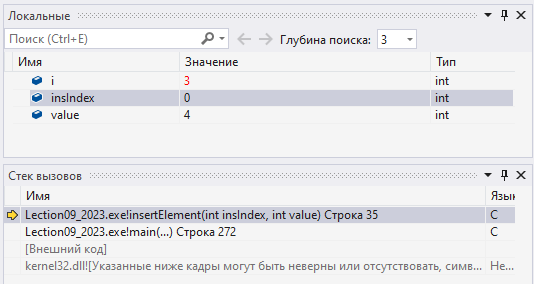 Локальные
Поиск (Ctrl+E) Глубина поиска: 3
Имя Значение Тип
i 3 int
insIndex 0 int
value 4 int
Стек вызовов
Имя Язык
Lection09_2023.exe!insertElement(int insIndex, int value) Строка 35 C
Lection09_2023.exe!main(...) Строка 272 C
[Внешний код]
kernel32.dll![Указанные ниже кадры могут быть неверны или отсутствовать, симв... Не...